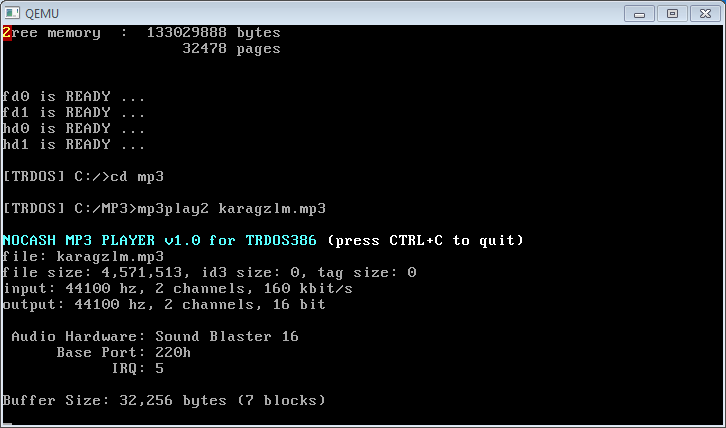 QEMU
2ree memory  :  133029888 bytes
32478 pages
fd0 is READY ...
fd1 is READY ...
hd0 is READY ...
hd1 is READY ...
[TRDOS] C:/>cd mp3
[TRDOS] C:/MP3>mp3play2 karagzlm.mp3
NOCASH MP3 PLAYER v1.0 for TRDOS386 (press CTRL+C to quit)
file: karagzlm.mp3
file size: 4,571,513, id3 size: 0, tag size: 0
input: 44100 hz, 2 channels, 160 kbit/s
output: 44100 hz, 2 channels, 16 bit
Audio Hardware: Sound Blaster 16
Base Port: 220h
IRQ: 5
Buffer Size: 32,256 bytes (7 blocks)